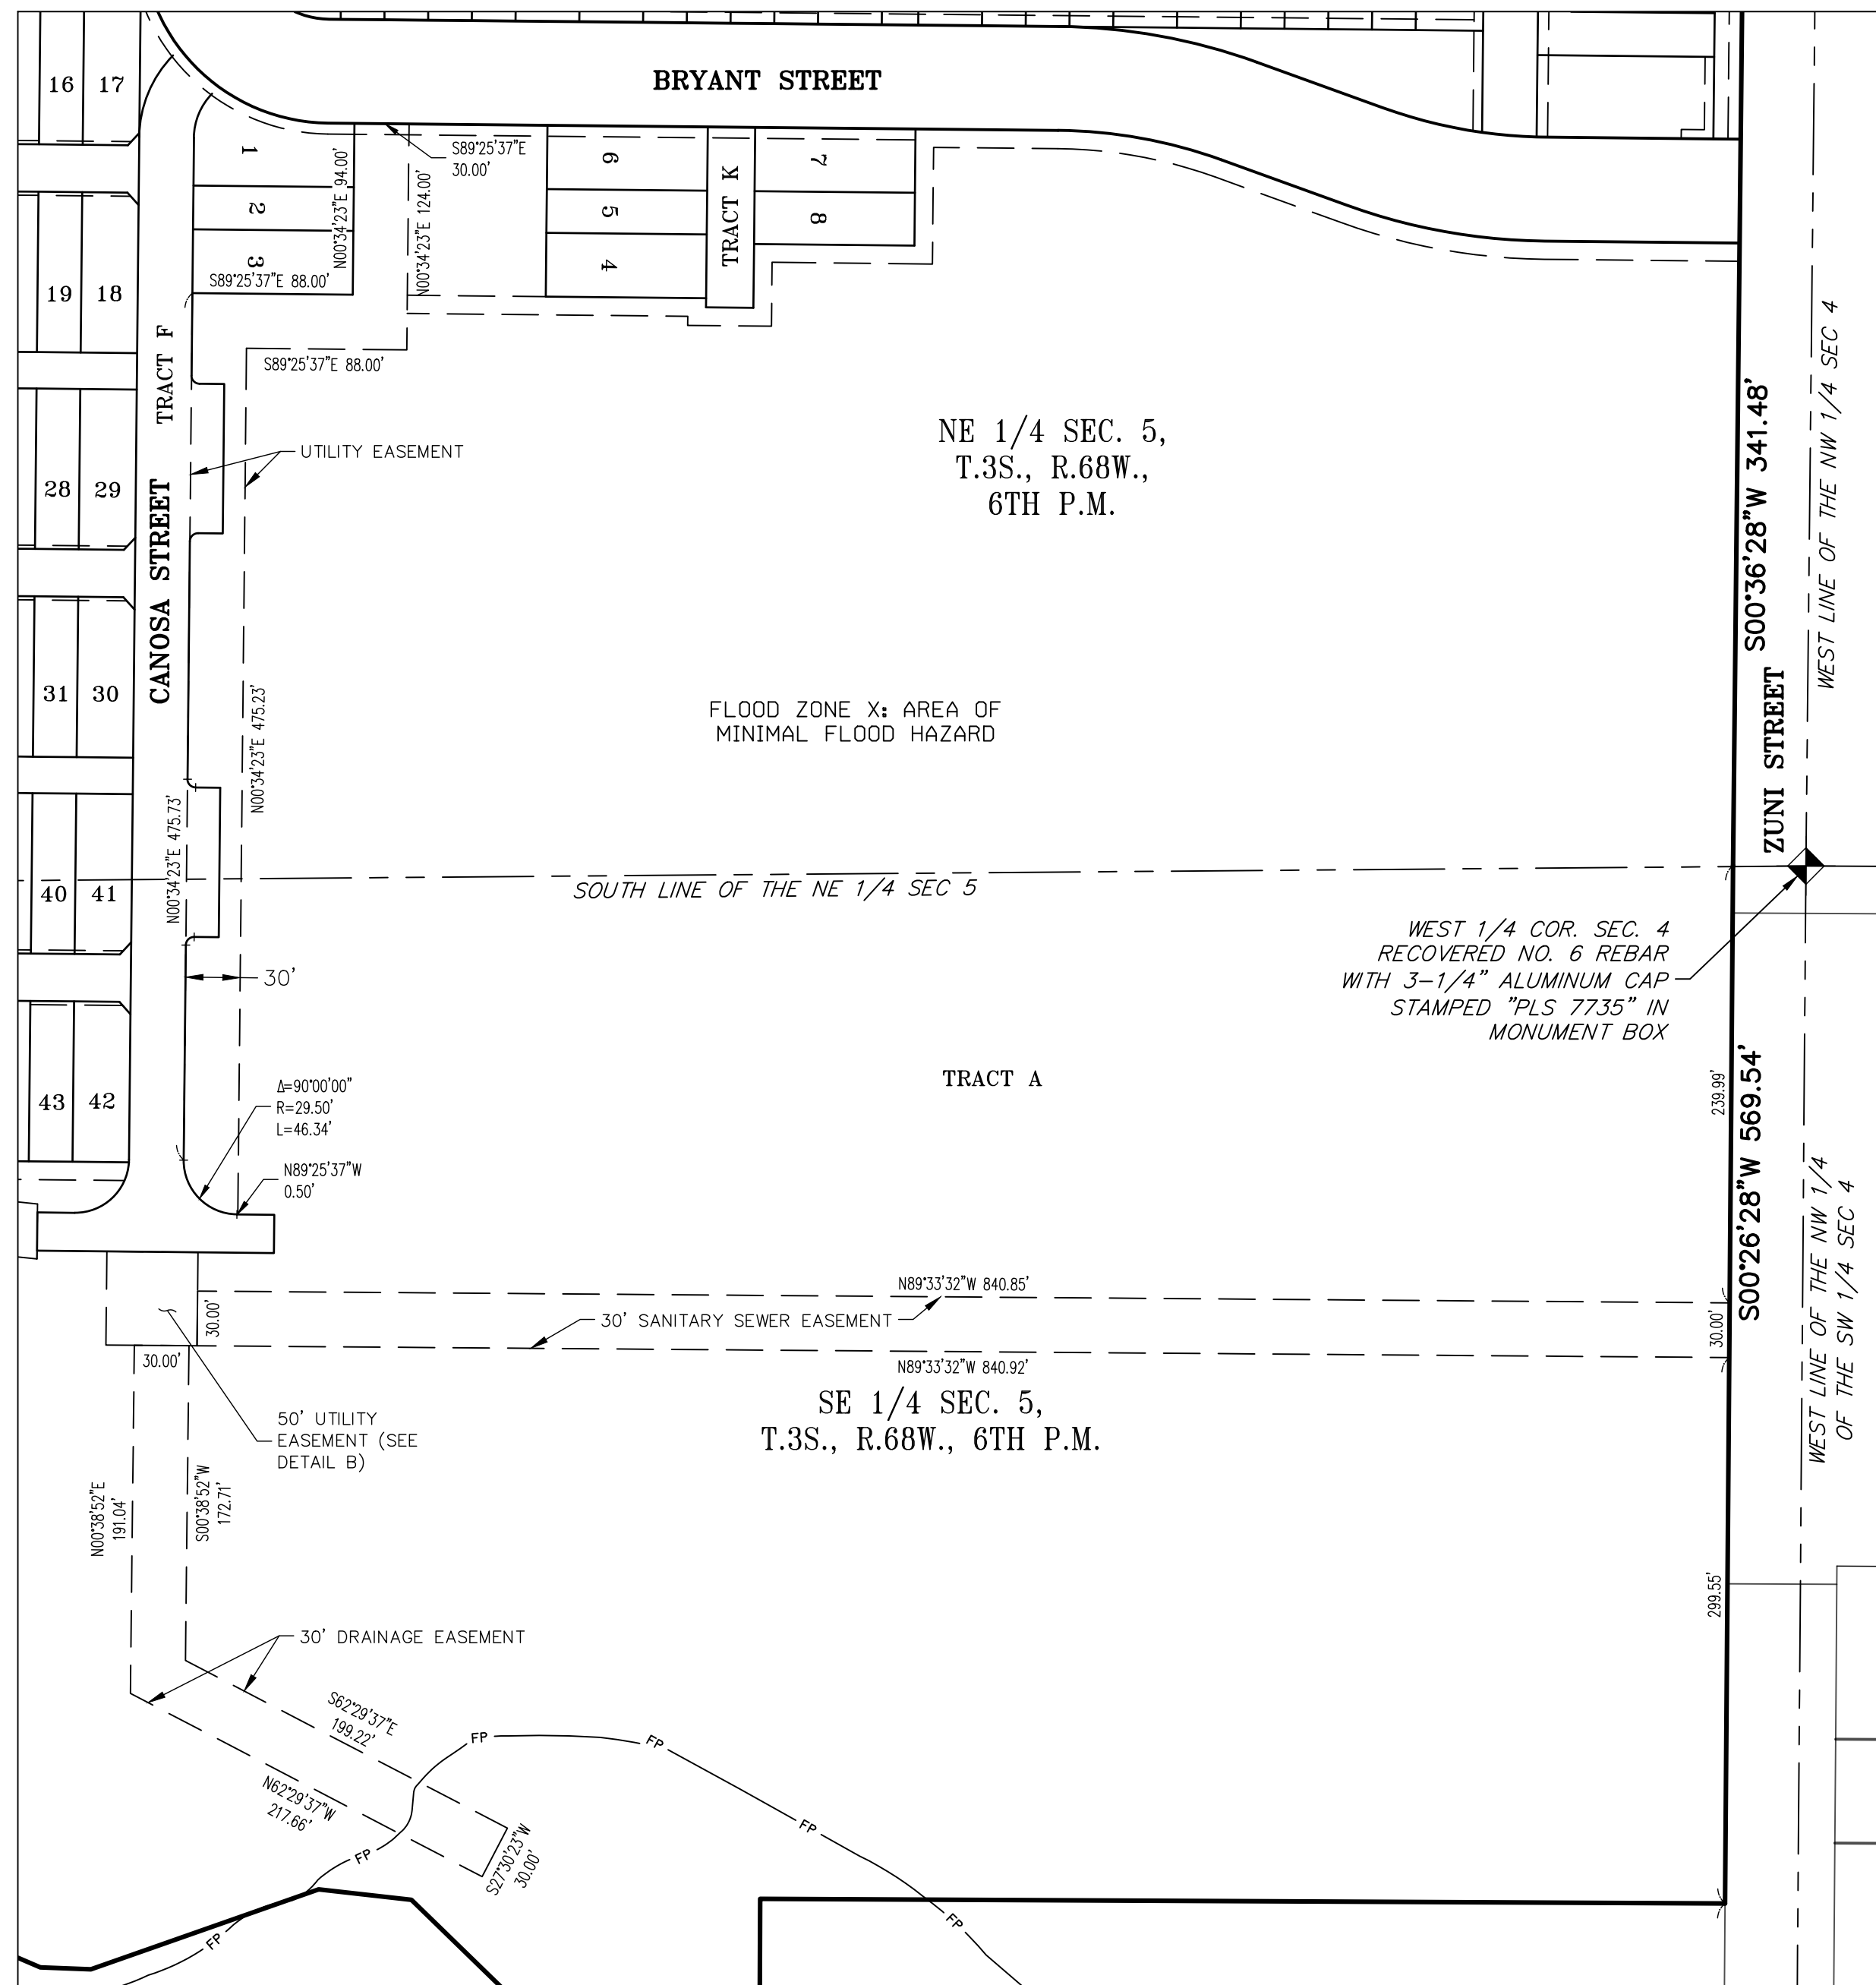 BRYANT STREET
16
17
S89°25'37"E
30.00'
1
2
3
N00°34'23"E 94.00'
N00°34'23"E 124.00'
6
5
4
TRACT K
7
8
19
18
S89°25'37"E 88.00'
TRACT F
S89°25'37"E 88.00'
UTILITY EASEMENT
NE 1/4 SEC. 5,
T.3S., R.68W.,
6TH P.M.
S00°36'28"W 341.48'
WEST LINE OF THE NW 1/4 SEC 4
28
29
CANOSA STREET
31
30
N00°34'23"E 475.23'
FLOOD ZONE X: AREA OF
MINIMAL FLOOD HAZARD
ZUNI STREET
N00°34'23"E 475.73'
40
41
SOUTH LINE OF THE NE 1/4 SEC 5
WEST 1/4 COR. SEC. 4
RECOVERED NO. 6 REBAR
WITH 3-1/4" ALUMINUM CAP
STAMPED "PLS 7735" IN
MONUMENT BOX
30'
43
42
Δ=90°00'00"
R=29.50'
L=46.34'
TRACT A
239.99'
S00°26'28"W 569.54'
N89°25'37"W
0.50'
WEST LINE OF THE NW 1/4
OF THE SW 1/4 SEC 4
N89°33'32"W 840.85'
30.00'
30' SANITARY SEWER EASEMENT
30.00'
30.00'
N89°33'32"W 840.92'
SE 1/4 SEC. 5,
T.3S., R.68W., 6TH P.M.
50' UTILITY
EASEMENT (SEE
DETAIL B)
N00°38'52"E
191.04'
S00°38'52"W
172.71'
299.55'
30' DRAINAGE EASEMENT
S62°29'37"E
199.22'
FP
FP
N62°29'37"W
217.66'
FP
FP
S27°30'23"W
30.00'
FP
FP